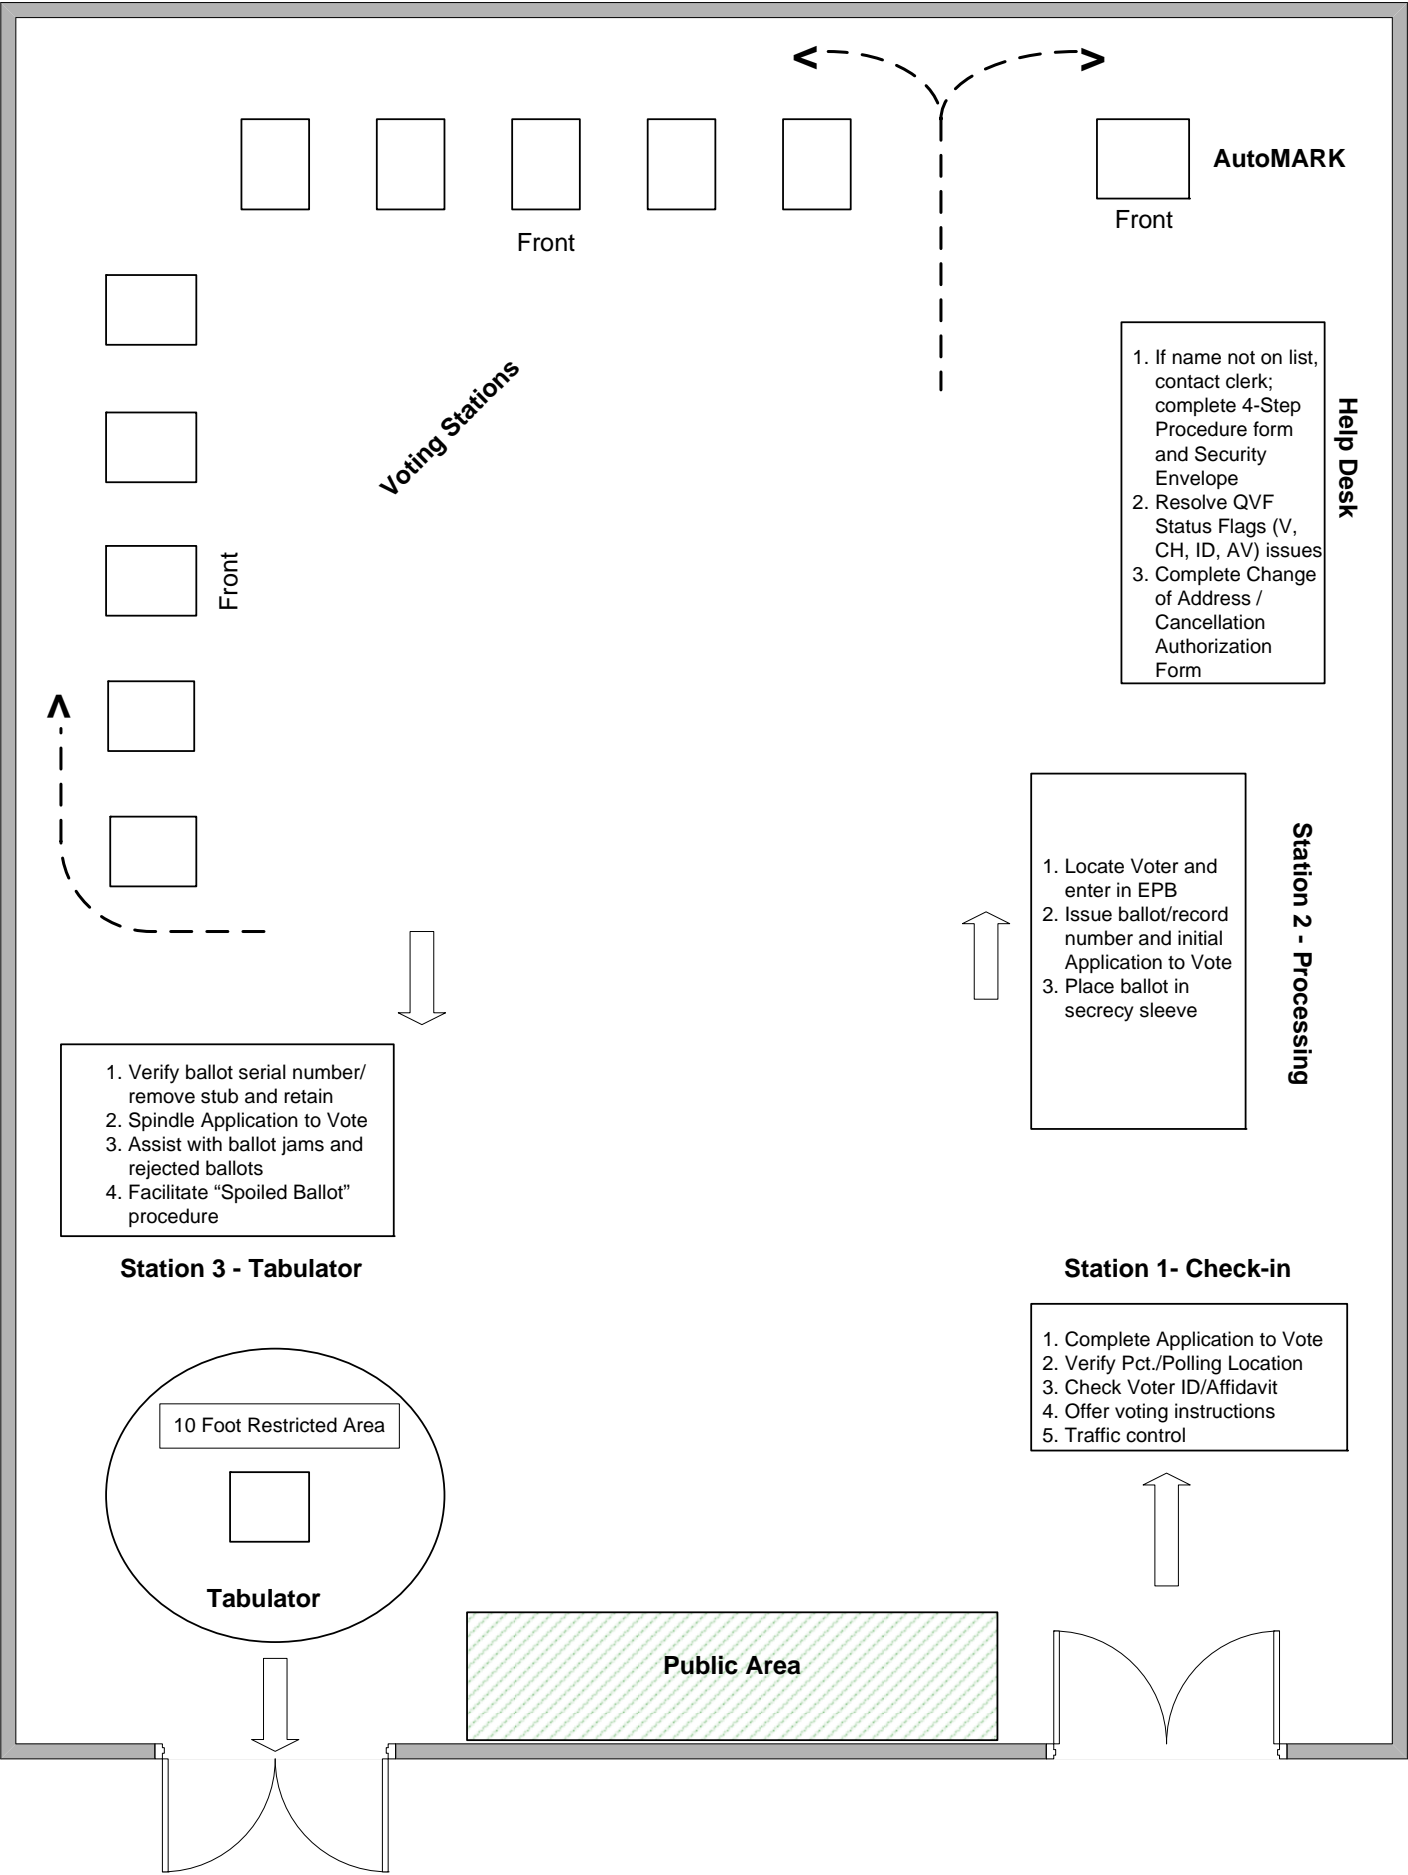 AutoMARK
Front
Front
Voting Stations
Front
1. If name not on list,
contact clerk;
complete 4-Step
Procedure form
and Security
Envelope
2. Resolve QVF
Status Flags (V,
CH, ID, AV) issues
3. Complete Change
of Address /
Cancellation
Authorization
Form
Help Desk
1. Locate Voter and
enter in EPB
2. Issue ballot/record
number and initial
Application to Vote
3. Place ballot in
secrecy sleeve
Station 2 - Processing
1. Verify ballot serial number/
remove stub and retain
2. Spindle Application to Vote
3. Assist with ballot jams and
rejected ballots
4. Facilitate “Spoiled Ballot”
procedure
Station 3 - Tabulator
Station 1- Check-in
1. Complete Application to Vote
2. Verify Pct./Polling Location
3. Check Voter ID/Affidavit
4. Offer voting instructions
5. Traffic control
10 Foot Restricted Area
Tabulator
Public Area